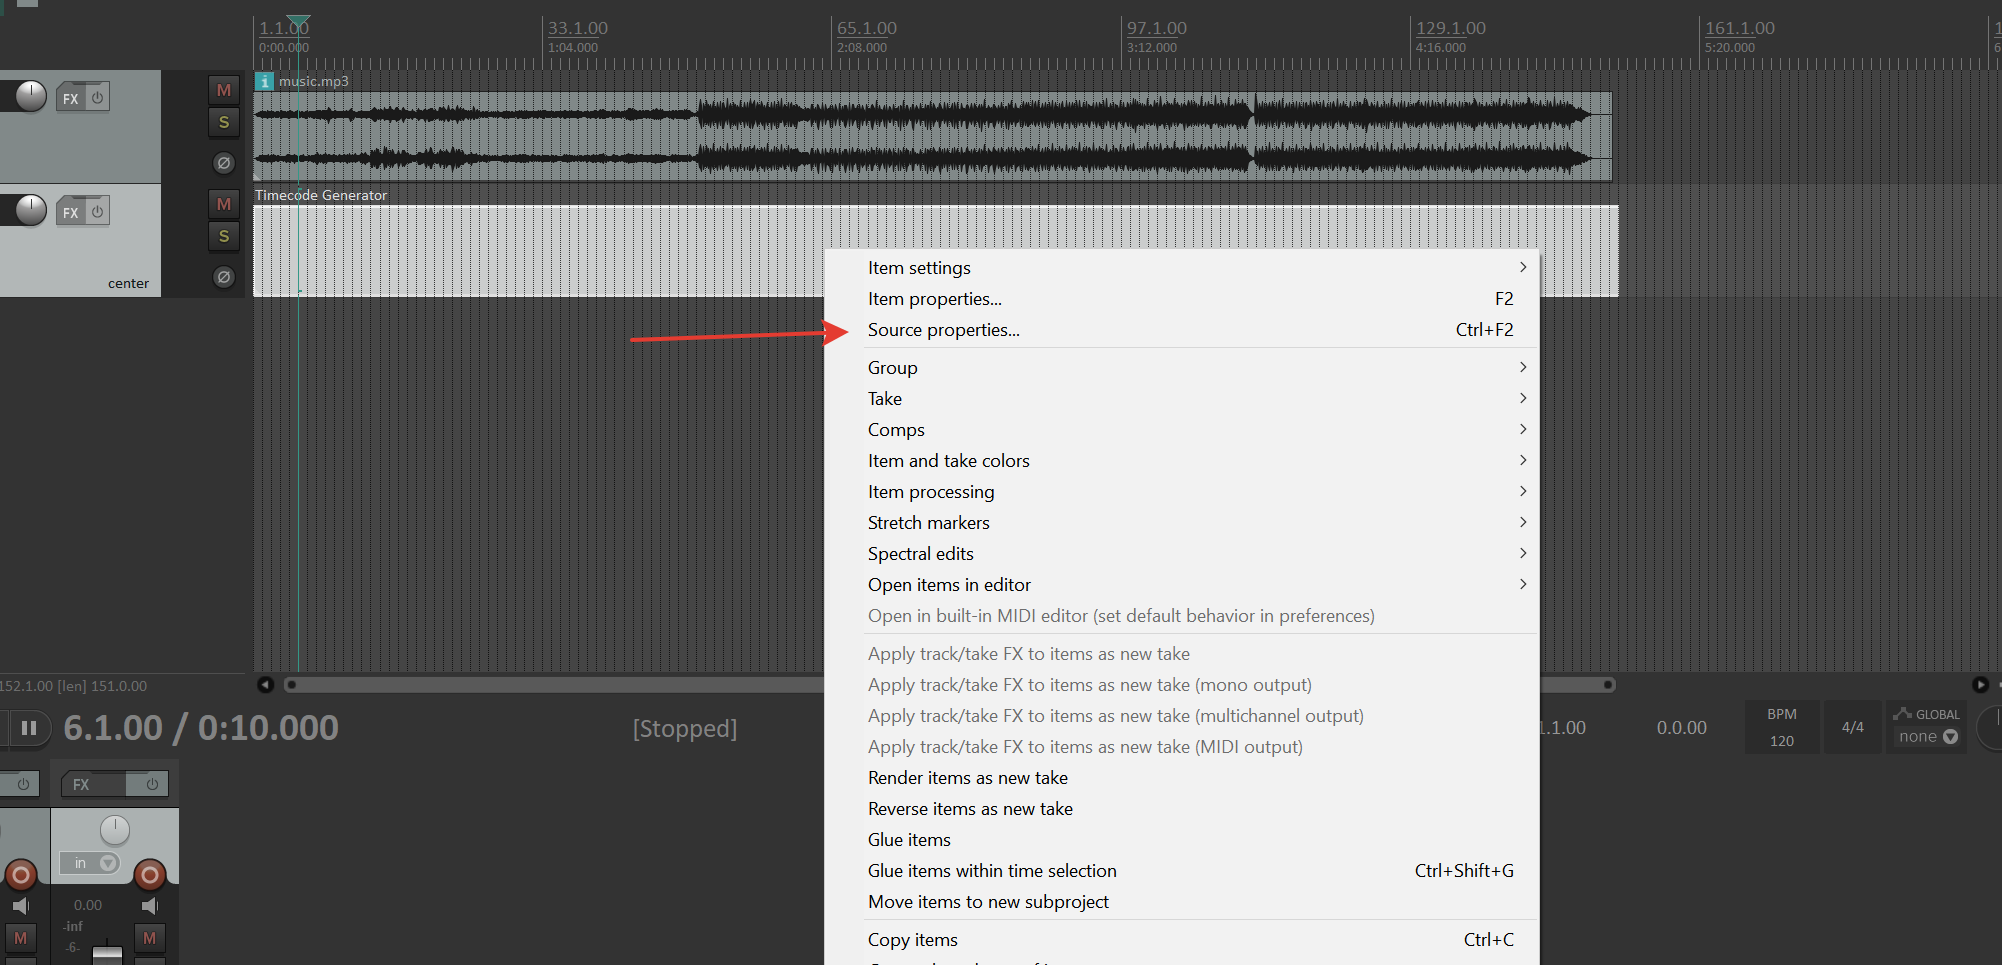 1.1.00 33.1.00 65.1.00 97.1.00 129.1.00 161.1.00
0:00.000 1:04.000 2:08.000 3:12.000 4:16.000 5:20.000
i music.mp3
FX M
S
Ø
Timecode Generator
FX M
S
Ø
center
Item settings
Item properties... F2
Source properties... Ctrl+F2
Group
Take
Comps
Item and take colors
Item processing
Stretch markers
Spectral edits
Open items in editor
Open in built-in MIDI editor (set default behavior in preferences)
Apply track/take FX to items as new take
Apply track/take FX to items as new take (mono output)
Apply track/take FX to items as new take (multichannel output)
Apply track/take FX to items as new take (MIDI output)
Render items as new take
Reverse items as new take
Glue items
Glue items within time selection Ctrl+Shift+G
Move items to new subproject
Copy items Ctrl+C
152.1.00 [len] 151.0.00
6.1.00 / 0:10.000 [Stopped] 1.1.00 0.0.00
BPM
120
4/4
GLOBAL
none
FX
in
0.00
-inf
-6-
M M